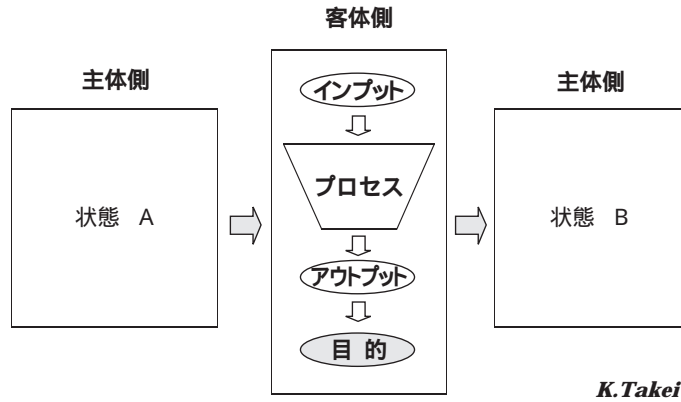 客体側
主体側
主体側
インプット
プロセス
状態 A
状態 B
アウトプット
目 的
K.Takei